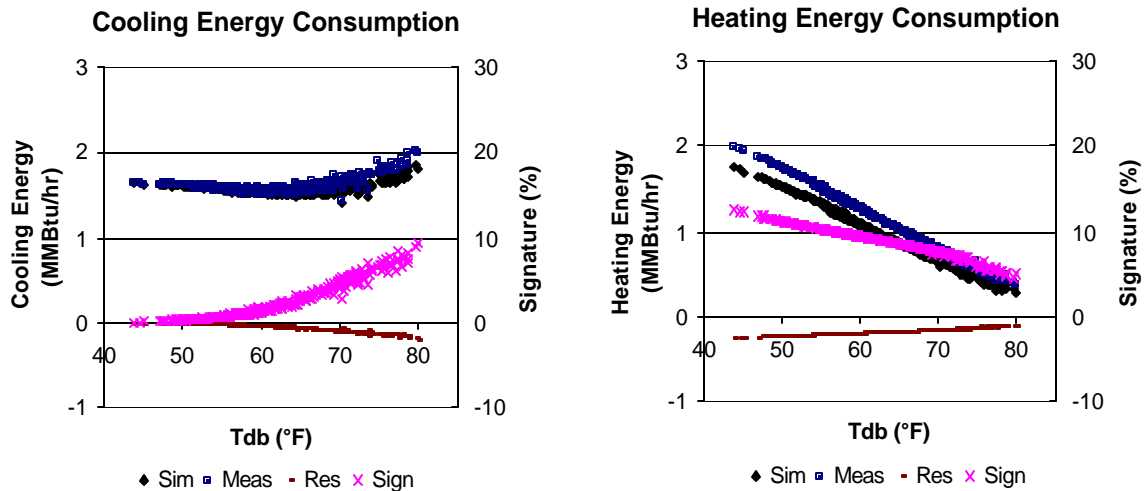 Cooling Energy Consumption
3
2
1
0
-1
30
20
10
0
-10
40
50
60
70
80
Cooling Energy
(MMBtu/hr)
Signature (%)
Tdb (°F)
Sim
Meas
Res
Sign
Heating Energy Consumption
3
2
1
0
-1
30
20
10
0
-10
40
50
60
70
80
Heating Energy
(MMBtu/hr)
Signature (%)
Tdb (°F)
Sim
Meas
Res
Sign